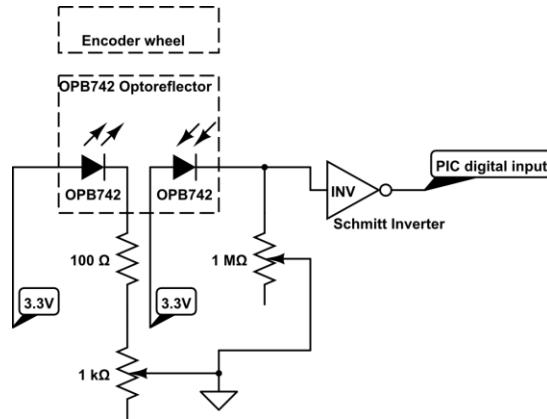 Encoder wheel
OPB742 Optoreflector
OPB742
OPB742
INV
PIC digital input
Schmitt Inverter
100 Ω
1 MΩ
3.3V
3.3V
1 kΩ